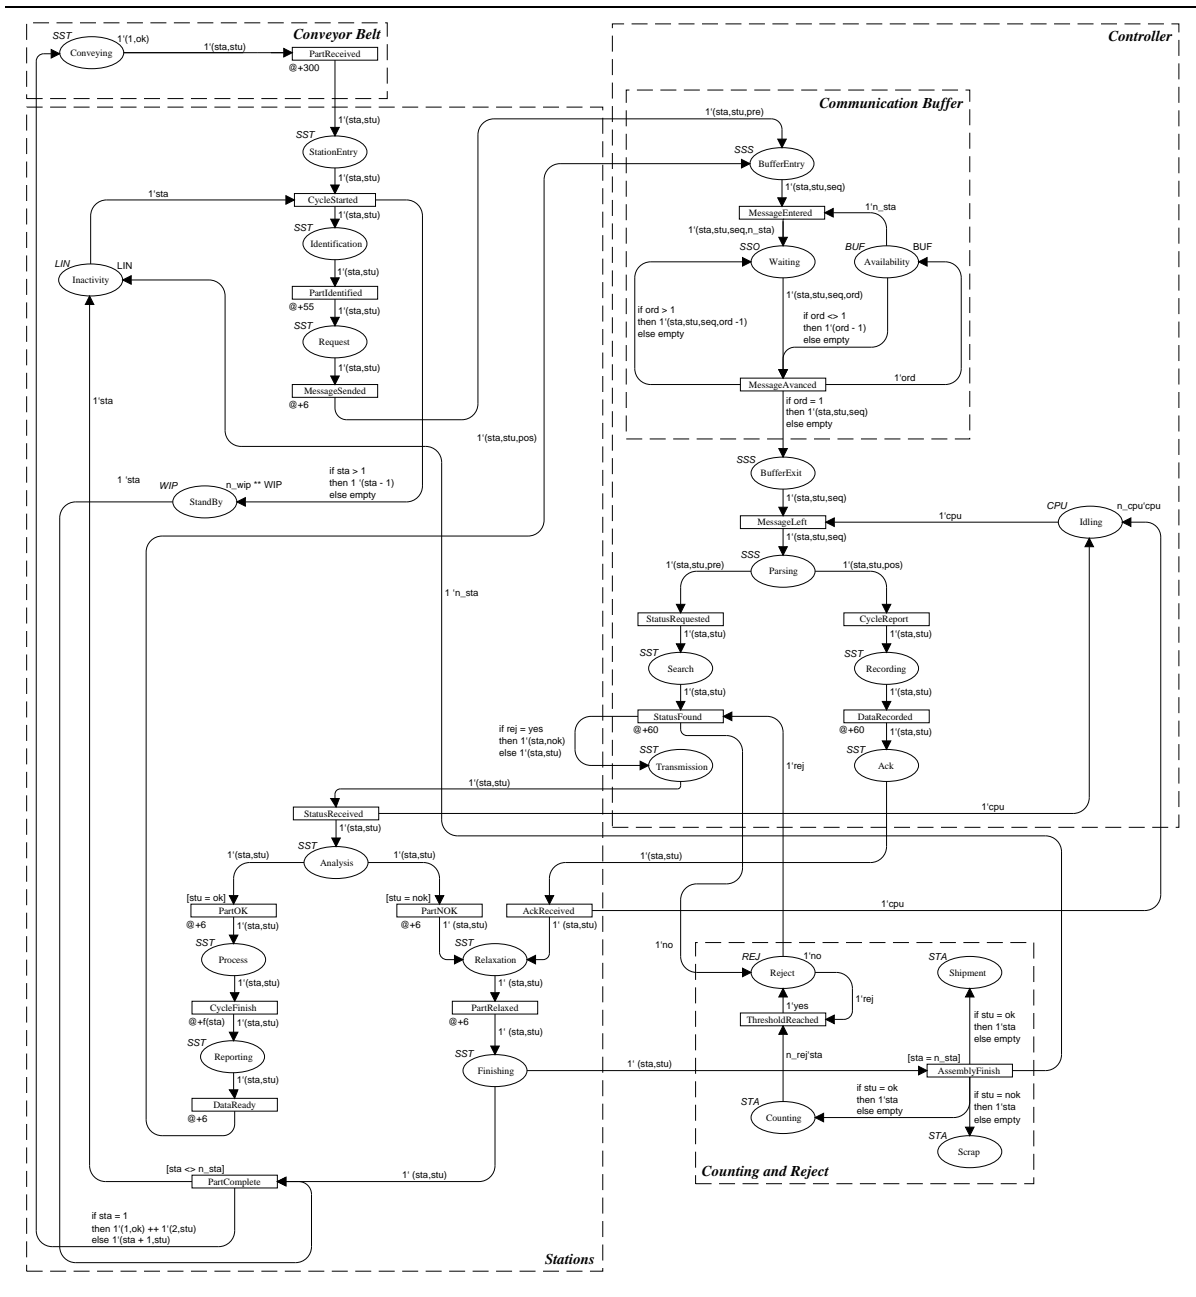 Conveyor Belt
SST
Conveying
1'(1,ok)
1'(sta,stu)
PartReceived
@+300
1'(sta,stu)
SST
StationEntry
1'(sta,stu)
1'sta
CycleStarted
1'(sta,stu)
SST
Identification
1'(sta,stu)
LIN
LIN
Inactivity
PartIdentified
@+55
1'(sta,stu)
SST
Request
1'(sta,stu)
MessageSended
@+6
1'sta
1'(sta,stu,pos)
1 'sta
WIP
n_wip ** WIP
StandBy
if sta > 1
then 1 '(sta - 1)
else empty
1 'n_sta
Controller
Communication Buffer
1'(sta,stu,pre)
SSS
BufferEntry
1'(sta,stu,seq)
MessageEntered
1'n_sta
1'(sta,stu,seq,n_sta)
SSO
Waiting
BUF
BUF
Availability
1'(sta,stu,seq,ord)
if ord > 1
then 1'(sta,stu,seq,ord -1)
else empty
if ord <> 1
then 1'(ord - 1)
else empty
MessageAvanced
1'ord
if ord = 1
then 1'(sta,stu,seq)
else empty
SSS
BufferExit
1'(sta,stu,seq)
MessageLeft
1'cpu
CPU
Idling
n_cpu'cpu
1'(sta,stu,seq)
SSS
Parsing
1'(sta,stu,pre)
1'(sta,stu,pos)
StatusRequested
1'(sta,stu)
SST
Search
1'(sta,stu)
StatusFound
@+60
if rej = yes
then 1'(sta,nok)
else 1'(sta,stu)
SST
Transmission
CycleReport
1'(sta,stu)
SST
Recording
1'(sta,stu)
DataRecorded
@+60
1'(sta,stu)
SST
Ack
1'rej
1'(sta,stu)
StatusReceived
1'cpu
1'(sta,stu)
SST
Analysis
1'(sta,stu)
1'(sta,stu)
1'(sta,stu)
[stu = ok]
PartOK
@+6
1'(sta,stu)
[stu = nok]
PartNOK
@+6
1' (sta,stu)
AckReceived
1' (sta,stu)
1'cpu
SST
Process
1'(sta,stu)
CycleFinish
@+f(sta)
1'(sta,stu)
SST
Reporting
1'(sta,stu)
DataReady
@+6
SST
Relaxation
1' (sta,stu)
PartRelaxed
@+6
1' (sta,stu)
SST
Finishing
1' (sta,stu)
1'no
REJ
1'no
Reject
1'yes
1'rej
ThresholdReached
n_rej'sta
STA
Counting
STA
Shipment
if stu = ok
then 1'sta
else empty
[sta = n_sta]
AssemblyFinish
if stu = ok
then 1'sta
else empty
if stu = nok
then 1'sta
else empty
STA
Scrap
Counting and Reject
[sta <> n_sta]
PartComplete
1' (sta,stu)
if sta = 1
then 1'(1,ok) ++ 1'(2,stu)
else 1'(sta + 1,stu)
Stations